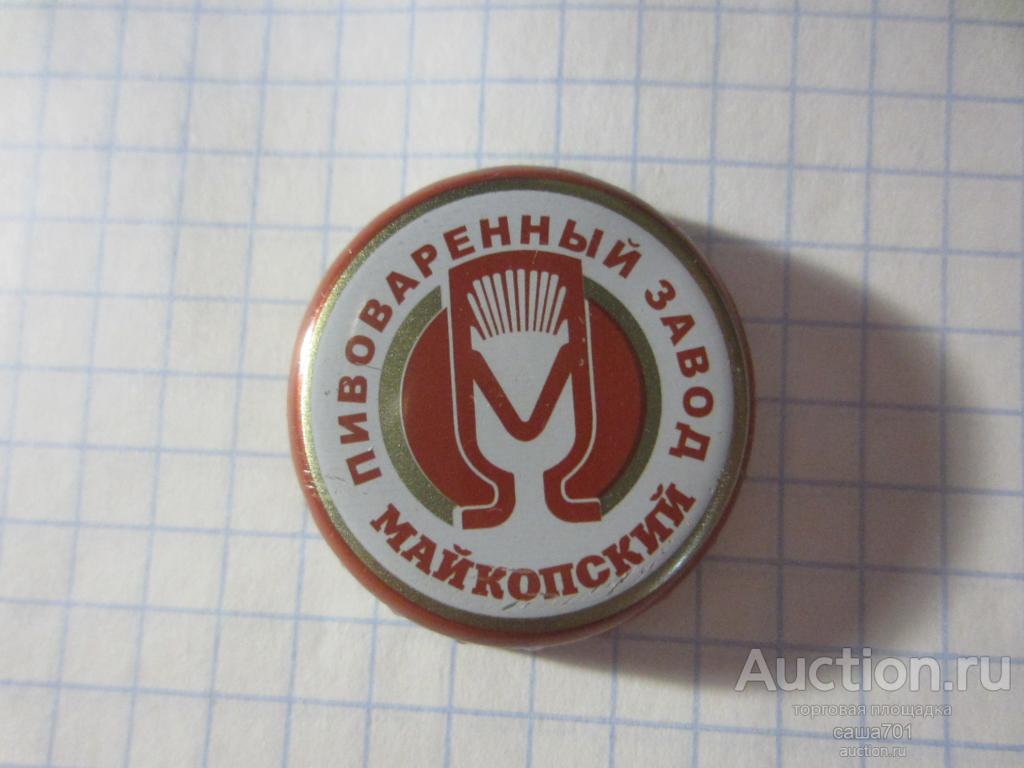 ПИВОВАРЕННЫЙ ЗАВОД
МАЙКОПСКИЙ
Auction.ru
торговая площадка
саша701
auction.ru